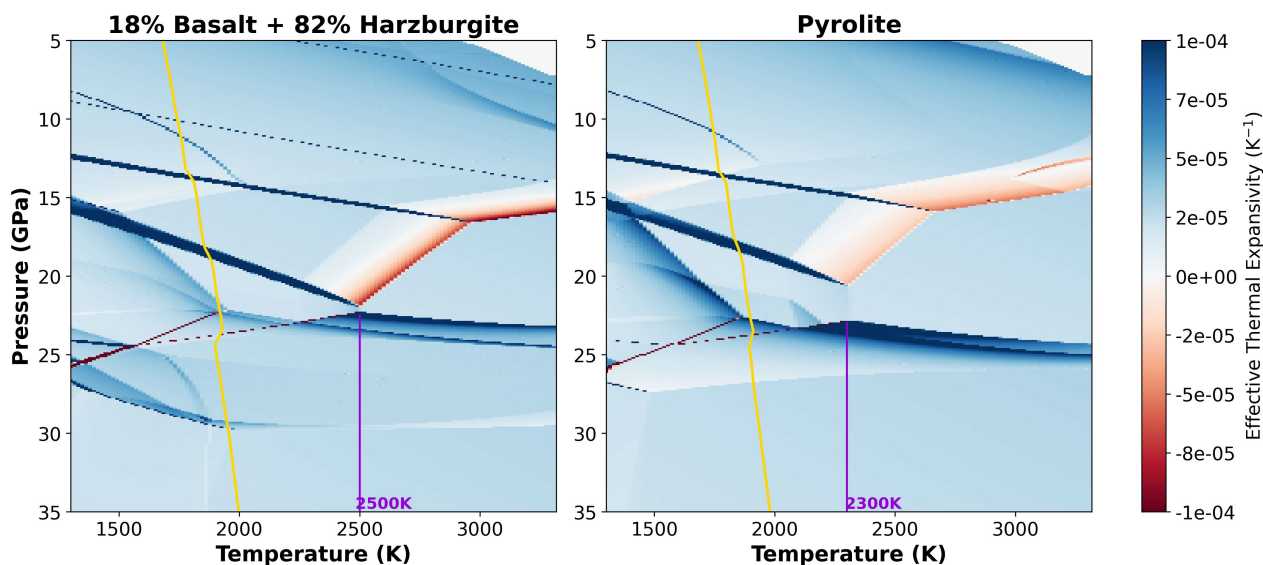 18% Basalt + 82% Harzburgite
Pyrolite
5
10
15
20
25
30
35
Pressure (GPa)
1500
2000
2500
3000
Temperature (K)
2500K
5
10
15
20
25
30
35
1500
2000
2500
3000
Temperature (K)
2300K
1e-04
7e-05
5e-05
2e-05
0e+00
-2e-05
-5e-05
-8e-05
-1e-04
Effective Thermal Expansivity (K⁻¹)